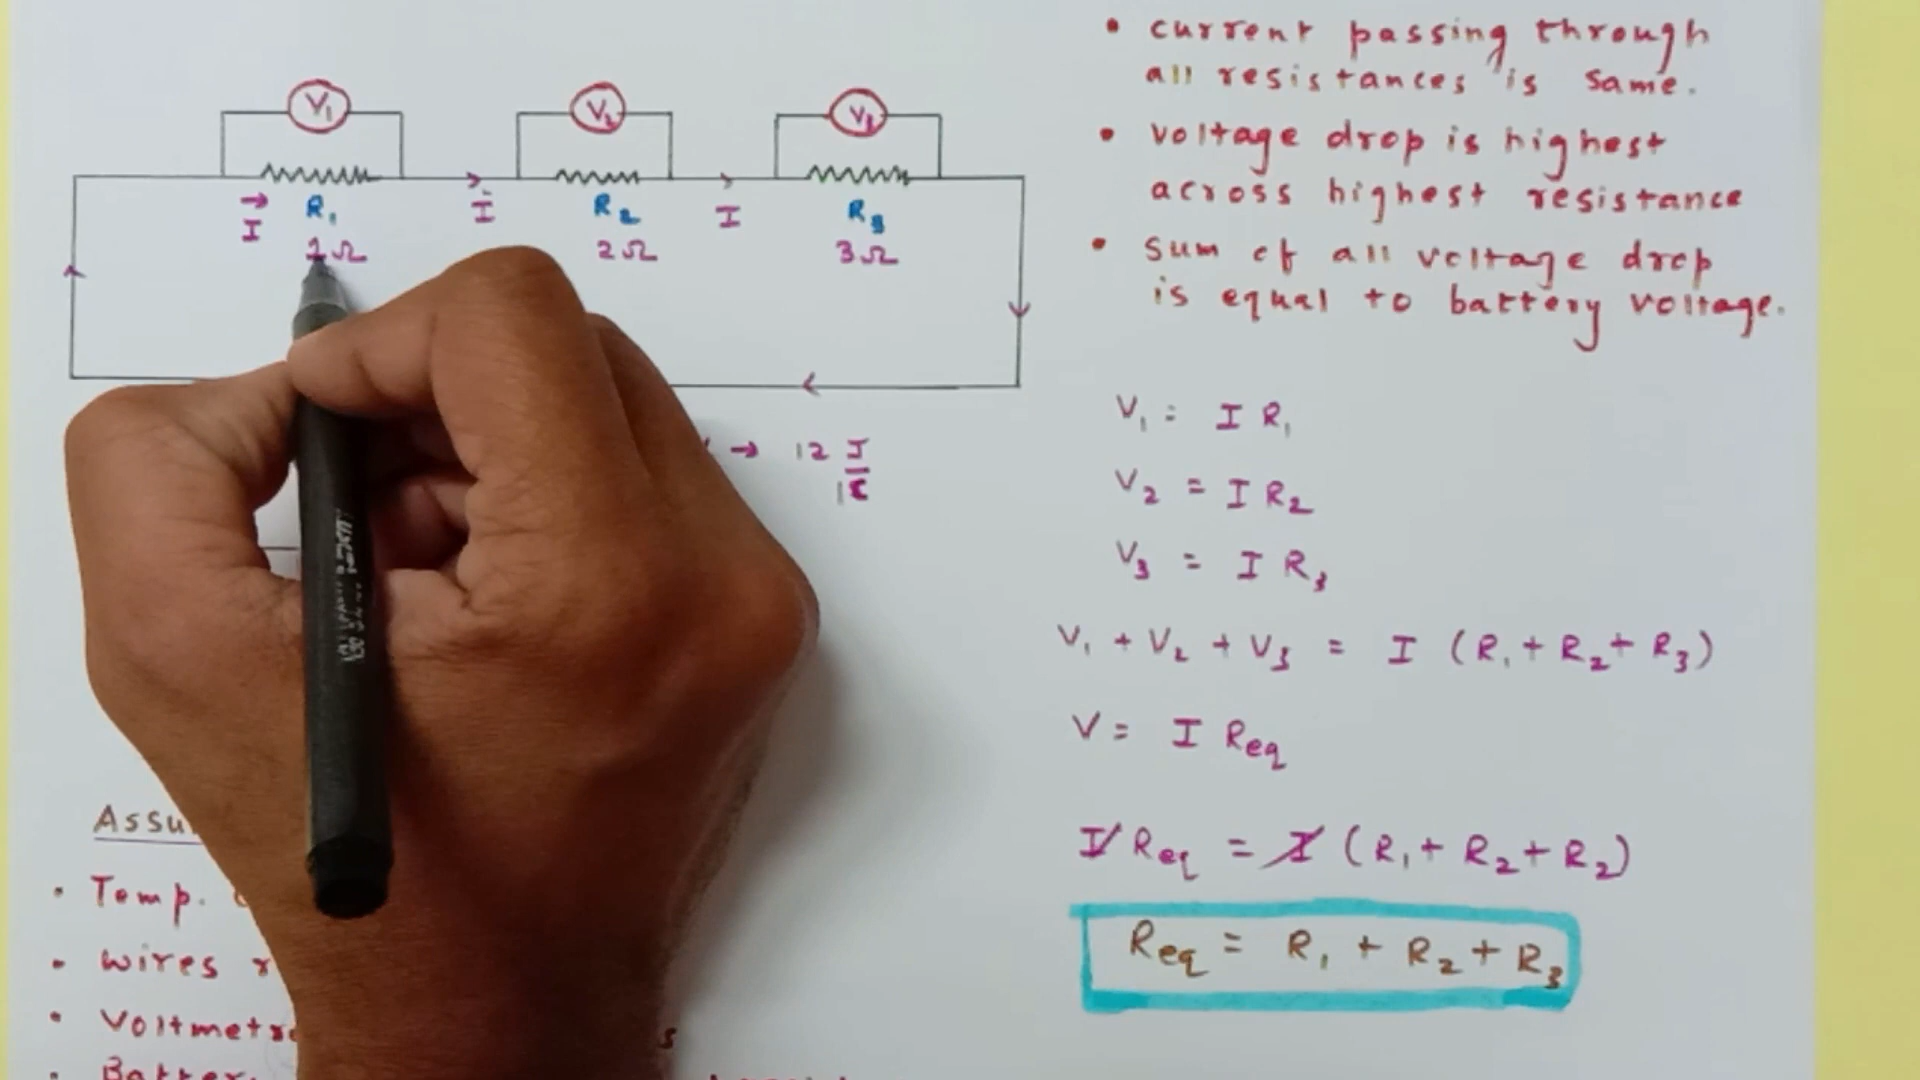 V₁ V₂ V₃
I R₁ I R₂ I R₃
1Ω 2Ω 3Ω
→ 12 J
1C
Temp.
wires
Batter
• current passing through
all resistances is same.
• voltage drop is highest
across highest resistance
• sum of all voltage drop
is equal to battery voltage.
V₁ = I R₁
V₂ = I R₂
V₃ = I R₃
V₁ + V₂ + V₃ = I (R₁ + R₂ + R₃)
V = I Req
I Req = I (R₁ + R₂ + R₂)
Req = R₁ + R₂ + R₃